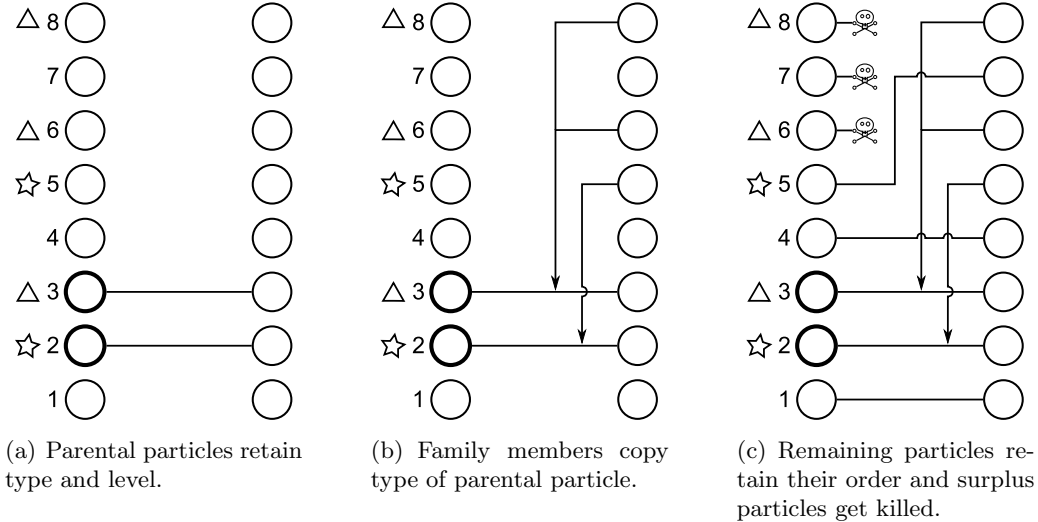 8 8 8
7 7 7
6 6 6
5 5 5
4 4 4
3 3 3
2 2 2
1 1 1
(a) Parental particles retain
type and level.
(b) Family members copy
type of parental particle.
(c) Remaining particles re-
tain their order and surplus
particles get killed.